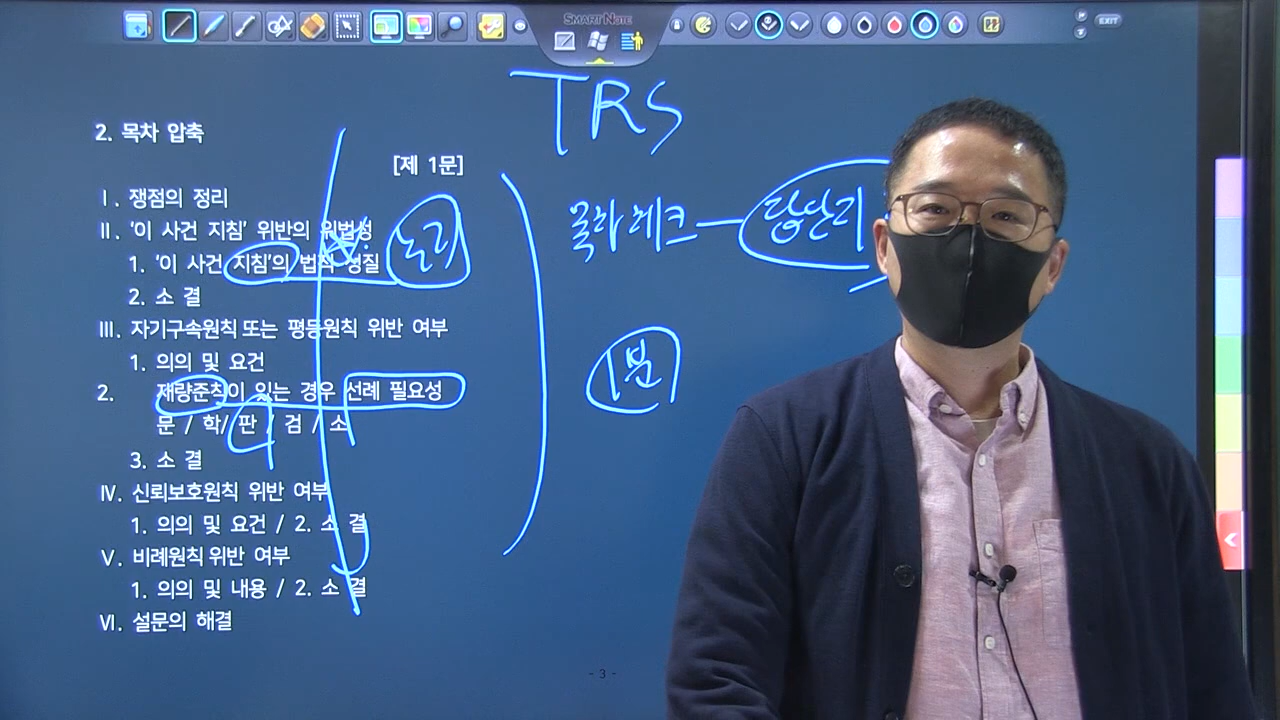 SMART NOTE
EXIT
TRS
2. 목차 압축
[제 1문]
Ⅰ. 쟁점의 정리
Ⅱ. '이 사건 지침' 위반의 위법성
1. '이 사건 지침'의 법적 성질
논리
2. 소 결
Ⅲ. 자기구속원칙 또는 평등원칙 위반 여부
1. 의의 및 요건
2. 재량준칙이 있는 경우 선례 필요성
문 / 학/ 판 / 검 / 소
3. 소 결
Ⅳ. 신뢰보호원칙 위반 여부
1. 의의 및 요건 / 2. 소 결
Ⅴ. 비례원칙 위반 여부
1. 의의 및 내용 / 2. 소 결
Ⅵ. 설문의 해결
목차 체크 — 답안지
1분
- 3 -